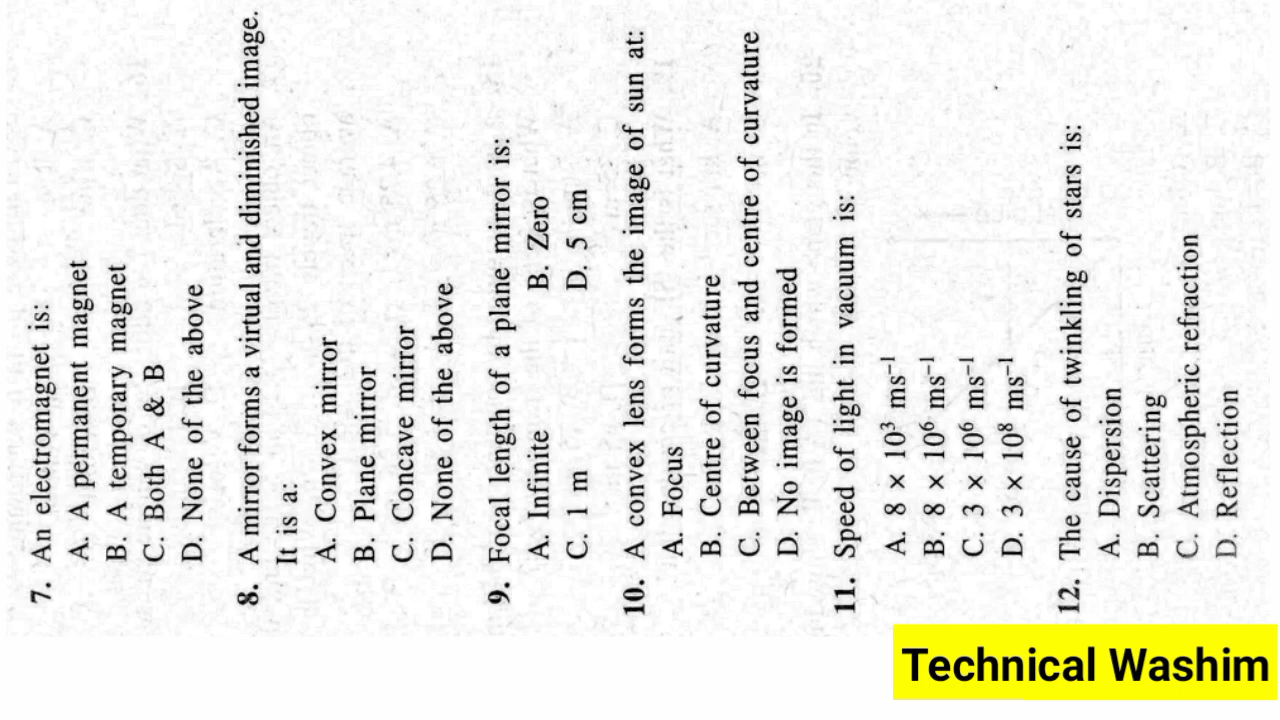 7. An electromagnet is:
A. A permanent magnet
B. A temporary magnet
C. Both A & B
D. None of the above
8. A mirror forms a virtual and diminished image.
It is a:
A. Convex mirror
B. Plane mirror
C. Concave mirror
D. None of the above
9. Focal length of a plane mirror is:
A. Infinite B. Zero
C. 1 m D. 5 cm
10. A convex lens forms the image of sun at:
A. Focus
B. Centre of curvature
C. Between focus and centre of curvature
D. No image is formed
11. Speed of light in vacuum is:
A. 8 × 10³ ms⁻¹
B. 8 × 10⁶ ms⁻¹
C. 3 × 10⁶ ms⁻¹
D. 3 × 10⁸ ms⁻¹
12. The cause of twinkling of stars is:
A. Dispersion
B. Scattering
C. Atmospheric refraction
D. Reflection
Technical Washim